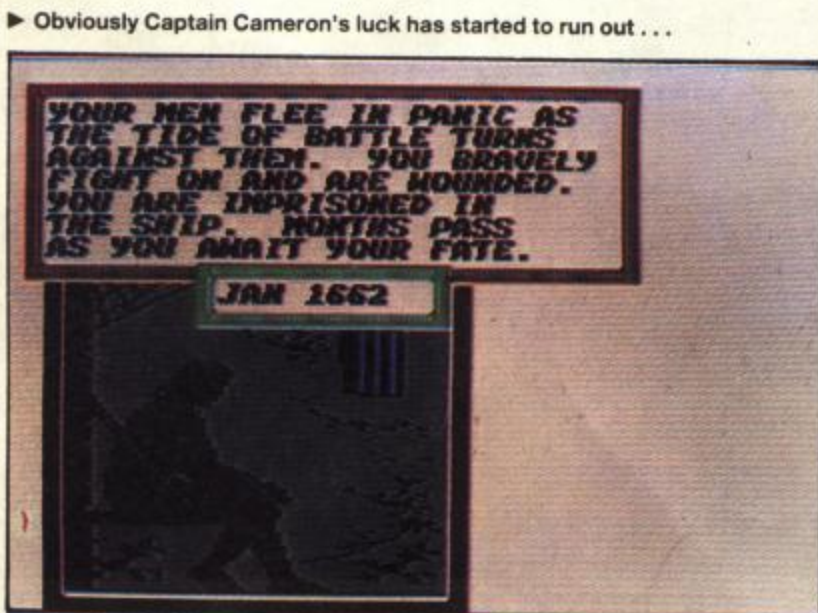 ▶ Obviously Captain Cameron's luck has started to run out . . .
YOUR MEN FLEE IN PANIC AS
THE TIDE OF BATTLE TURNS
AGAINST THEM. YOU BRAVELY
FIGHT ON AND ARE WOUNDED.
YOU ARE IMPRISONED IN
THE SHIP. MONTHS PASS
AS YOU AWAIT YOUR FATE.
JAN 1662